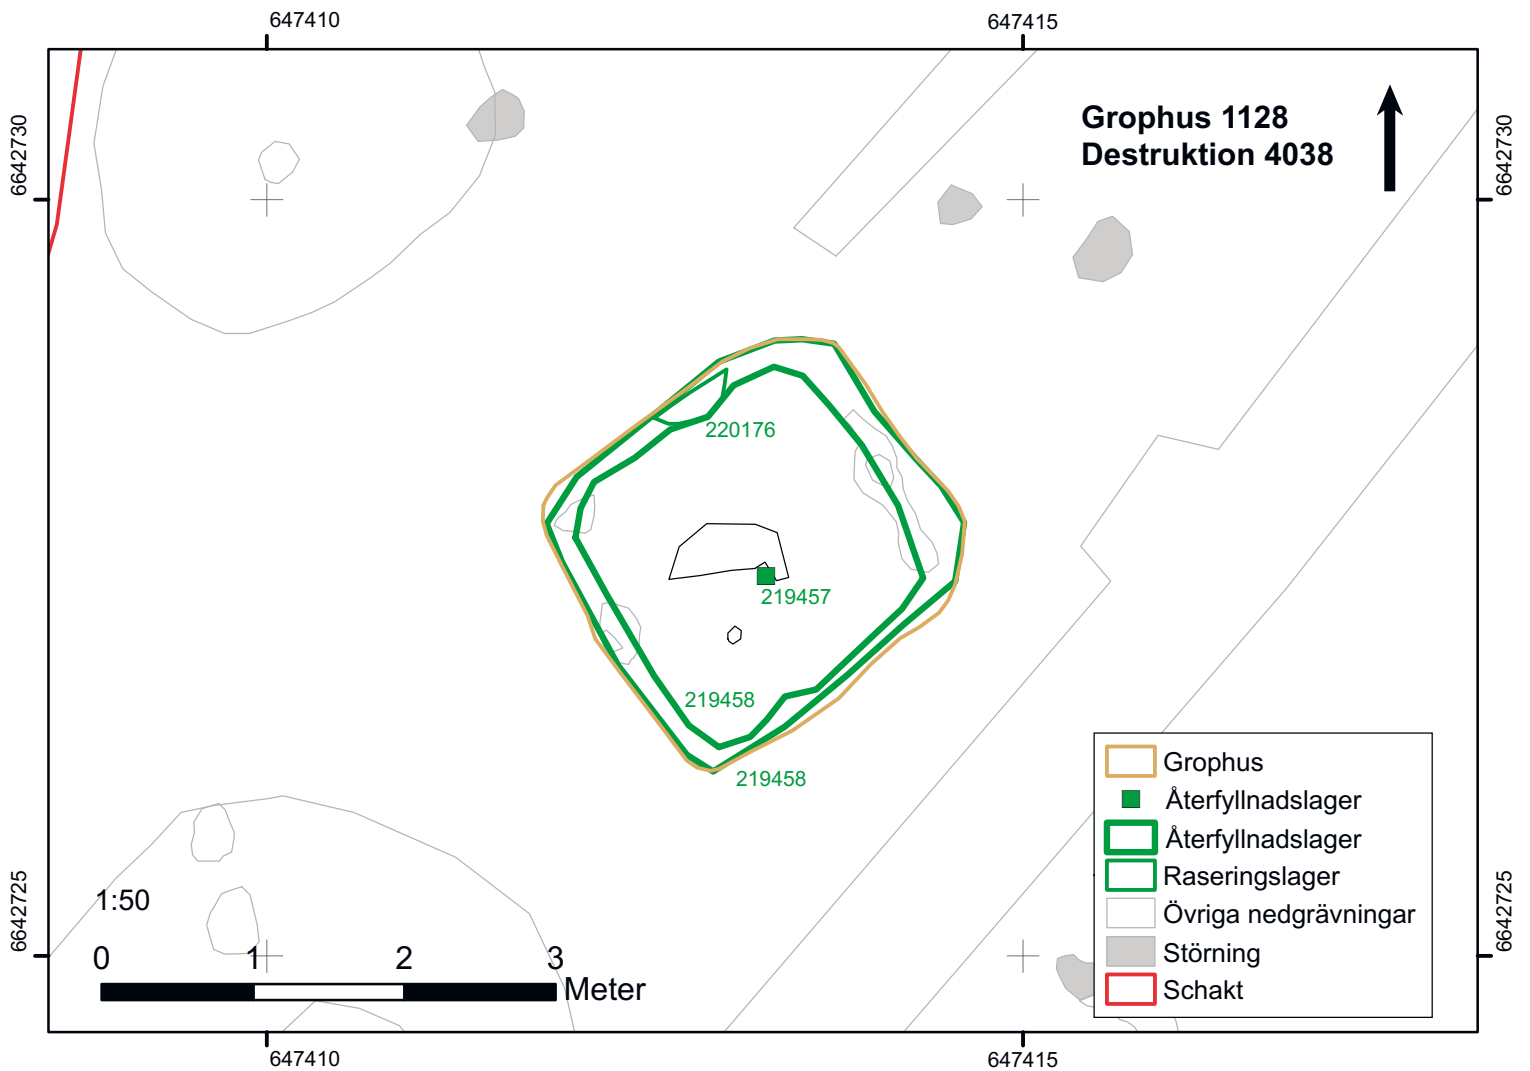 647410
647415
6642730
6642730
Grophus 1128
Destruktion 4038
220176
219457
219458
219458
Grophus
Återfyllnadslager
Återfyllnadslager
Raseringslager
Övriga nedgrävningar
Störning
Schakt
1:50
0 1 2 3
Meter
6642725
6642725
647410
647415